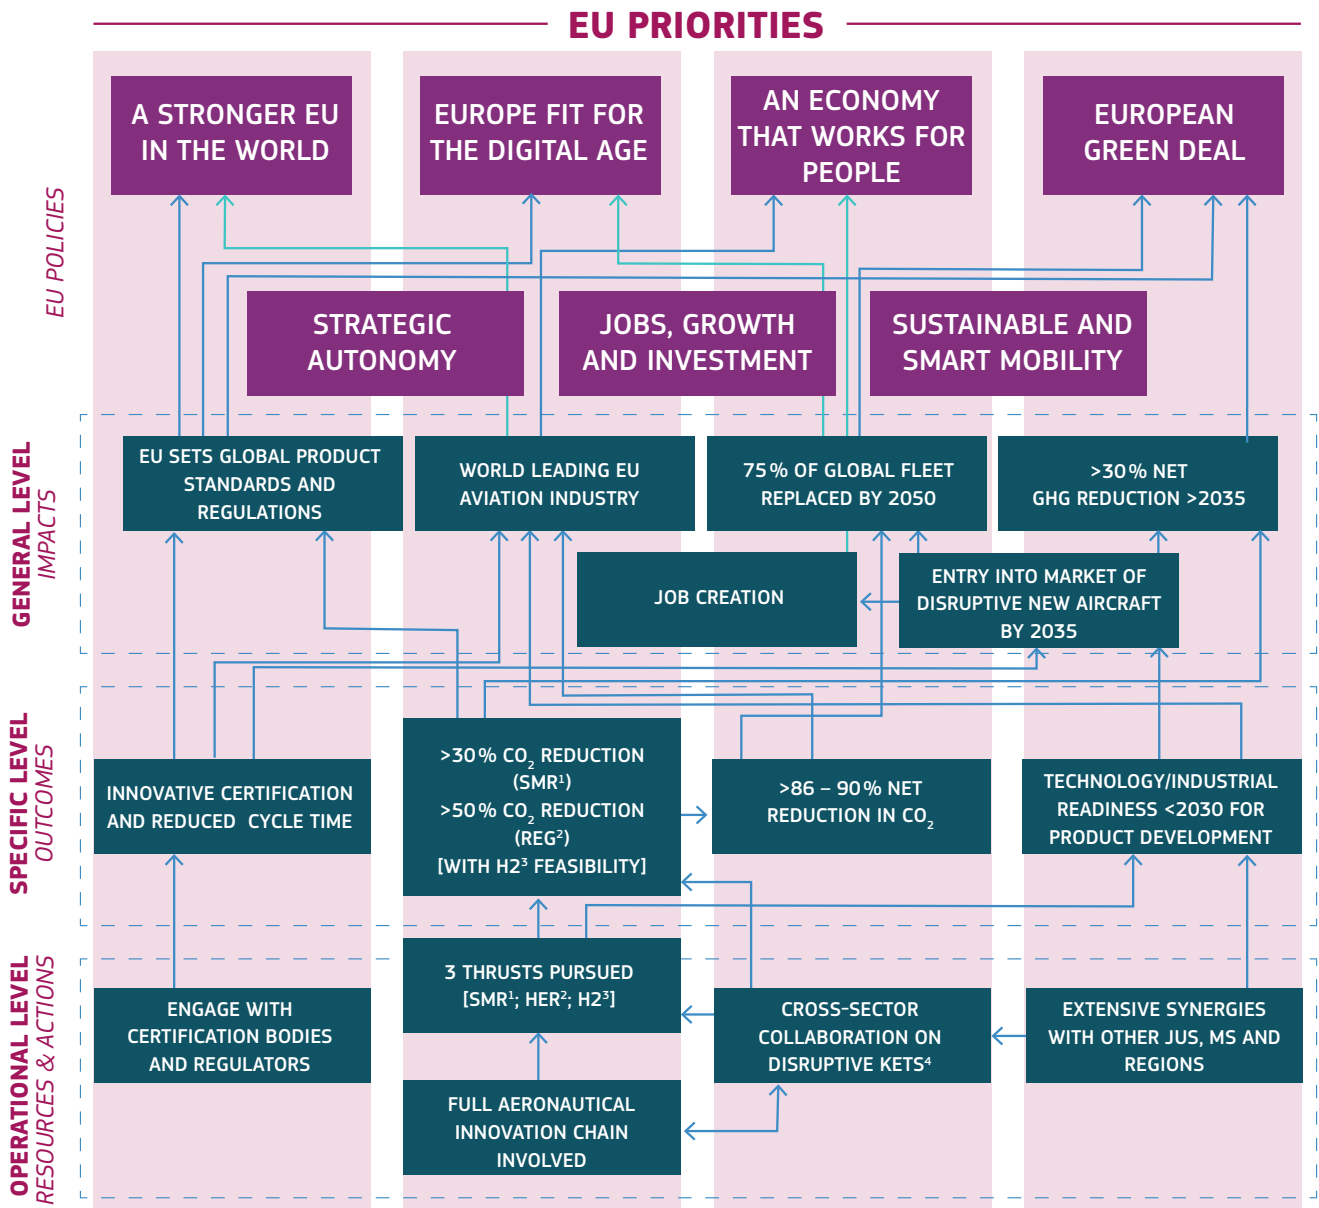 EU PRIORITIES
A STRONGER EU
IN THE WORLD
EUROPE FIT FOR
THE DIGITAL AGE
AN ECONOMY
THAT WORKS FOR
PEOPLE
EUROPEAN
GREEN DEAL
EU POLICIES
STRATEGIC
AUTONOMY
JOBS, GROWTH
AND INVESTMENT
SUSTAINABLE AND
SMART MOBILITY
GENERAL LEVEL
IMPACTS
EU SETS GLOBAL PRODUCT
STANDARDS AND
REGULATIONS
WORLD LEADING EU
AVIATION INDUSTRY
75% OF GLOBAL FLEET
REPLACED BY 2050
>30% NET
GHG REDUCTION >2035
JOB CREATION
ENTRY INTO MARKET OF
DISRUPTIVE NEW AIRCRAFT
BY 2035
SPECIFIC LEVEL
OUTCOMES
INNOVATIVE CERTIFICATION
AND REDUCED CYCLE TIME
>30% CO₂ REDUCTION
(SMR¹)
>50% CO₂ REDUCTION
(REG²)
[WITH H2³ FEASIBILITY]
>86 – 90% NET
REDUCTION IN CO₂
TECHNOLOGY/INDUSTRIAL
READINESS <2030 FOR
PRODUCT DEVELOPMENT
OPERATIONAL LEVEL
RESOURCES & ACTIONS
ENGAGE WITH
CERTIFICATION BODIES
AND REGULATORS
3 THRUSTS PURSUED
[SMR¹; HER²; H2³]
CROSS-SECTOR
COLLABORATION ON
DISRUPTIVE KETS⁴
EXTENSIVE SYNERGIES
WITH OTHER JUS, MS AND
REGIONS
FULL AERONAUTICAL
INNOVATION CHAIN
INVOLVED